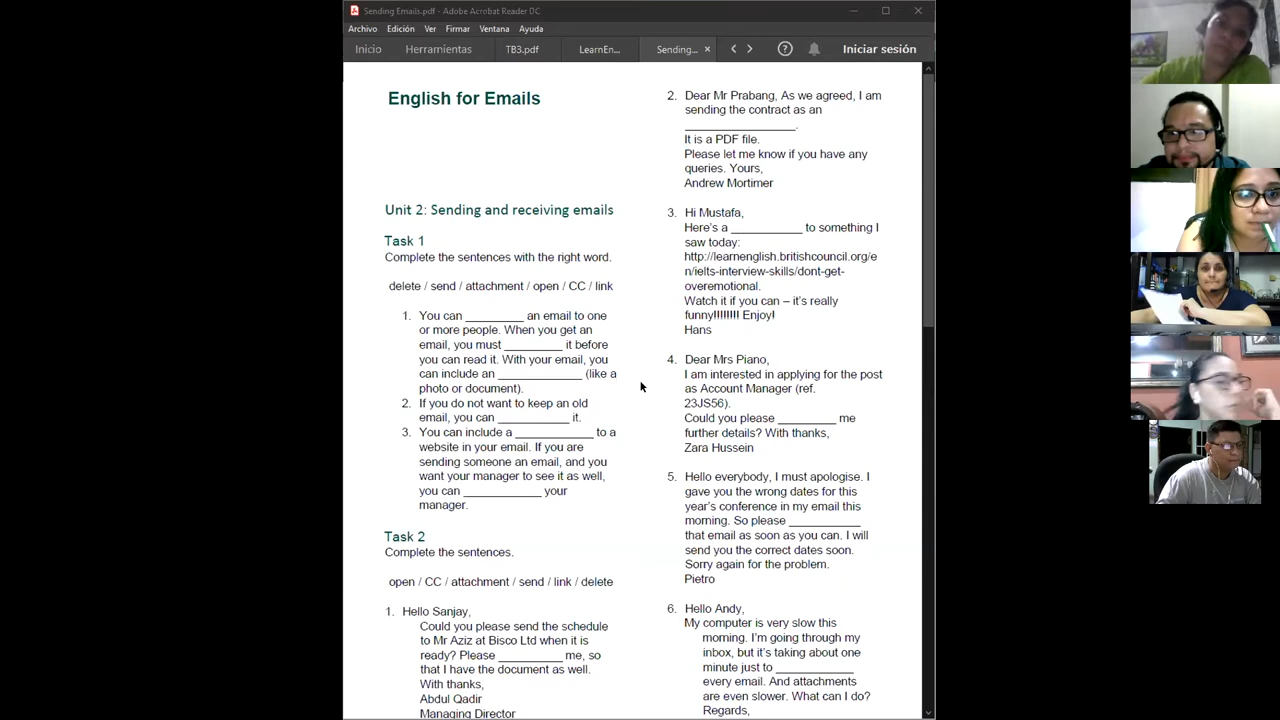 Sending Emails.pdf - Adobe Acrobat Reader DC
Archivo Edición Ver Firmar Ventana Ayuda
Inicio Herramientas TB3.pdf LearnEn... Sending... × ? Iniciar sesión
English for Emails
Unit 2: Sending and receiving emails
Task 1
Complete the sentences with the right word.
delete / send / attachment / open / CC / link
1. You can _________ an email to one
or more people. When you get an
email, you must _________ it before
you can read it. With your email, you
can include an _____________ (like a
photo or document).
2. If you do not want to keep an old
email, you can ___________ it.
3. You can include a ____________ to a
website in your email. If you are
sending someone an email, and you
want your manager to see it as well,
you can ____________ your
manager.
Task 2
Complete the sentences.
open / CC / attachment / send / link / delete
1. Hello Sanjay,
Could you please send the schedule
to Mr Aziz at Bisco Ltd when it is
ready? Please __________ me, so
that I have the document as well.
With thanks,
Abdul Qadir
Managing Director
2. Dear Mr Prabang, As we agreed, I am
sending the contract as an
_________________.
It is a PDF file.
Please let me know if you have any
queries. Yours,
Andrew Mortimer
3. Hi Mustafa,
Here's a ___________ to something I
saw today:
http://learnenglish.britishcouncil.org/e
n/ielts-interview-skills/dont-get-
overemotional.
Watch it if you can – it's really
funny!!!!!!!! Enjoy!
Hans
4. Dear Mrs Piano,
I am interested in applying for the post
as Account Manager (ref.
23JS56).
Could you please _________ me
further details? With thanks,
Zara Hussein
5. Hello everybody, I must apologise. I
gave you the wrong dates for this
year's conference in my email this
morning. So please ___________
that email as soon as you can. I will
send you the correct dates soon.
Sorry again for the problem.
Pietro
6. Hello Andy,
My computer is very slow this
morning. I'm going through my
inbox, but it's taking about one
minute just to ____________
every email. And attachments
are even slower. What can I do?
Regards,